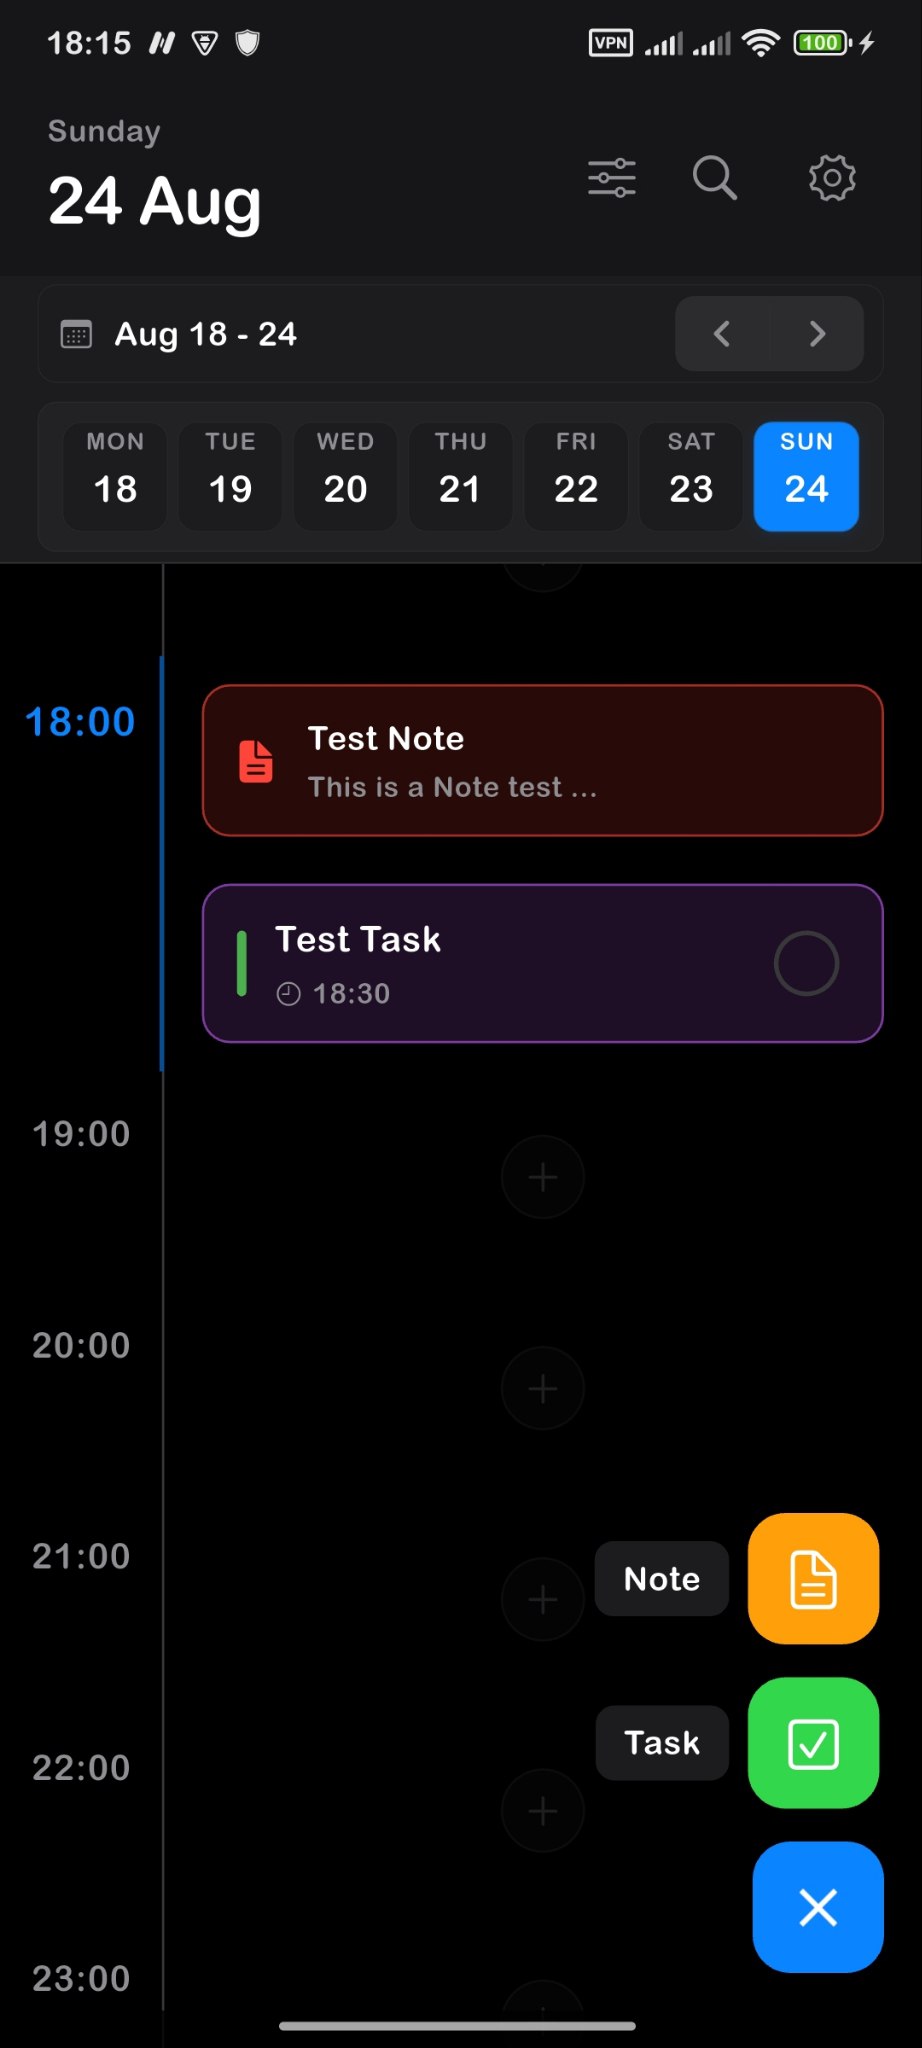 18:15
VPN
100
Sunday
24 Aug
Aug 18 - 24
MON TUE WED THU FRI SAT SUN
18 19 20 21 22 23 24
18:00
Test Note
This is a Note test ...
Test Task
18:30
19:00
20:00
21:00
Note
Task
22:00
23:00